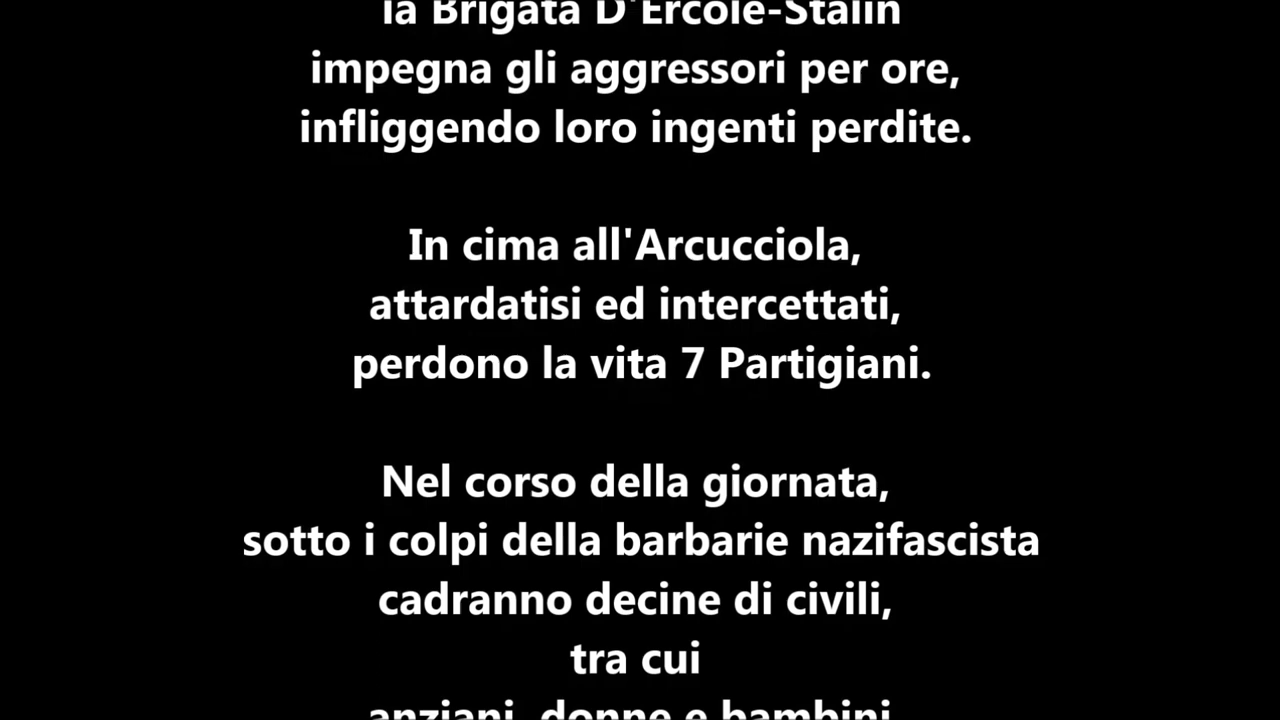 la Brigata D'Ercole-Stalin
impegna gli aggressori per ore,
infliggendo loro ingenti perdite.
In cima all'Arcucciola,
attardatisi ed intercettati,
perdono la vita 7 Partigiani.
Nel corso della giornata,
sotto i colpi della barbarie nazifascista
cadranno decine di civili,
tra cui
anziani, donne e bambini